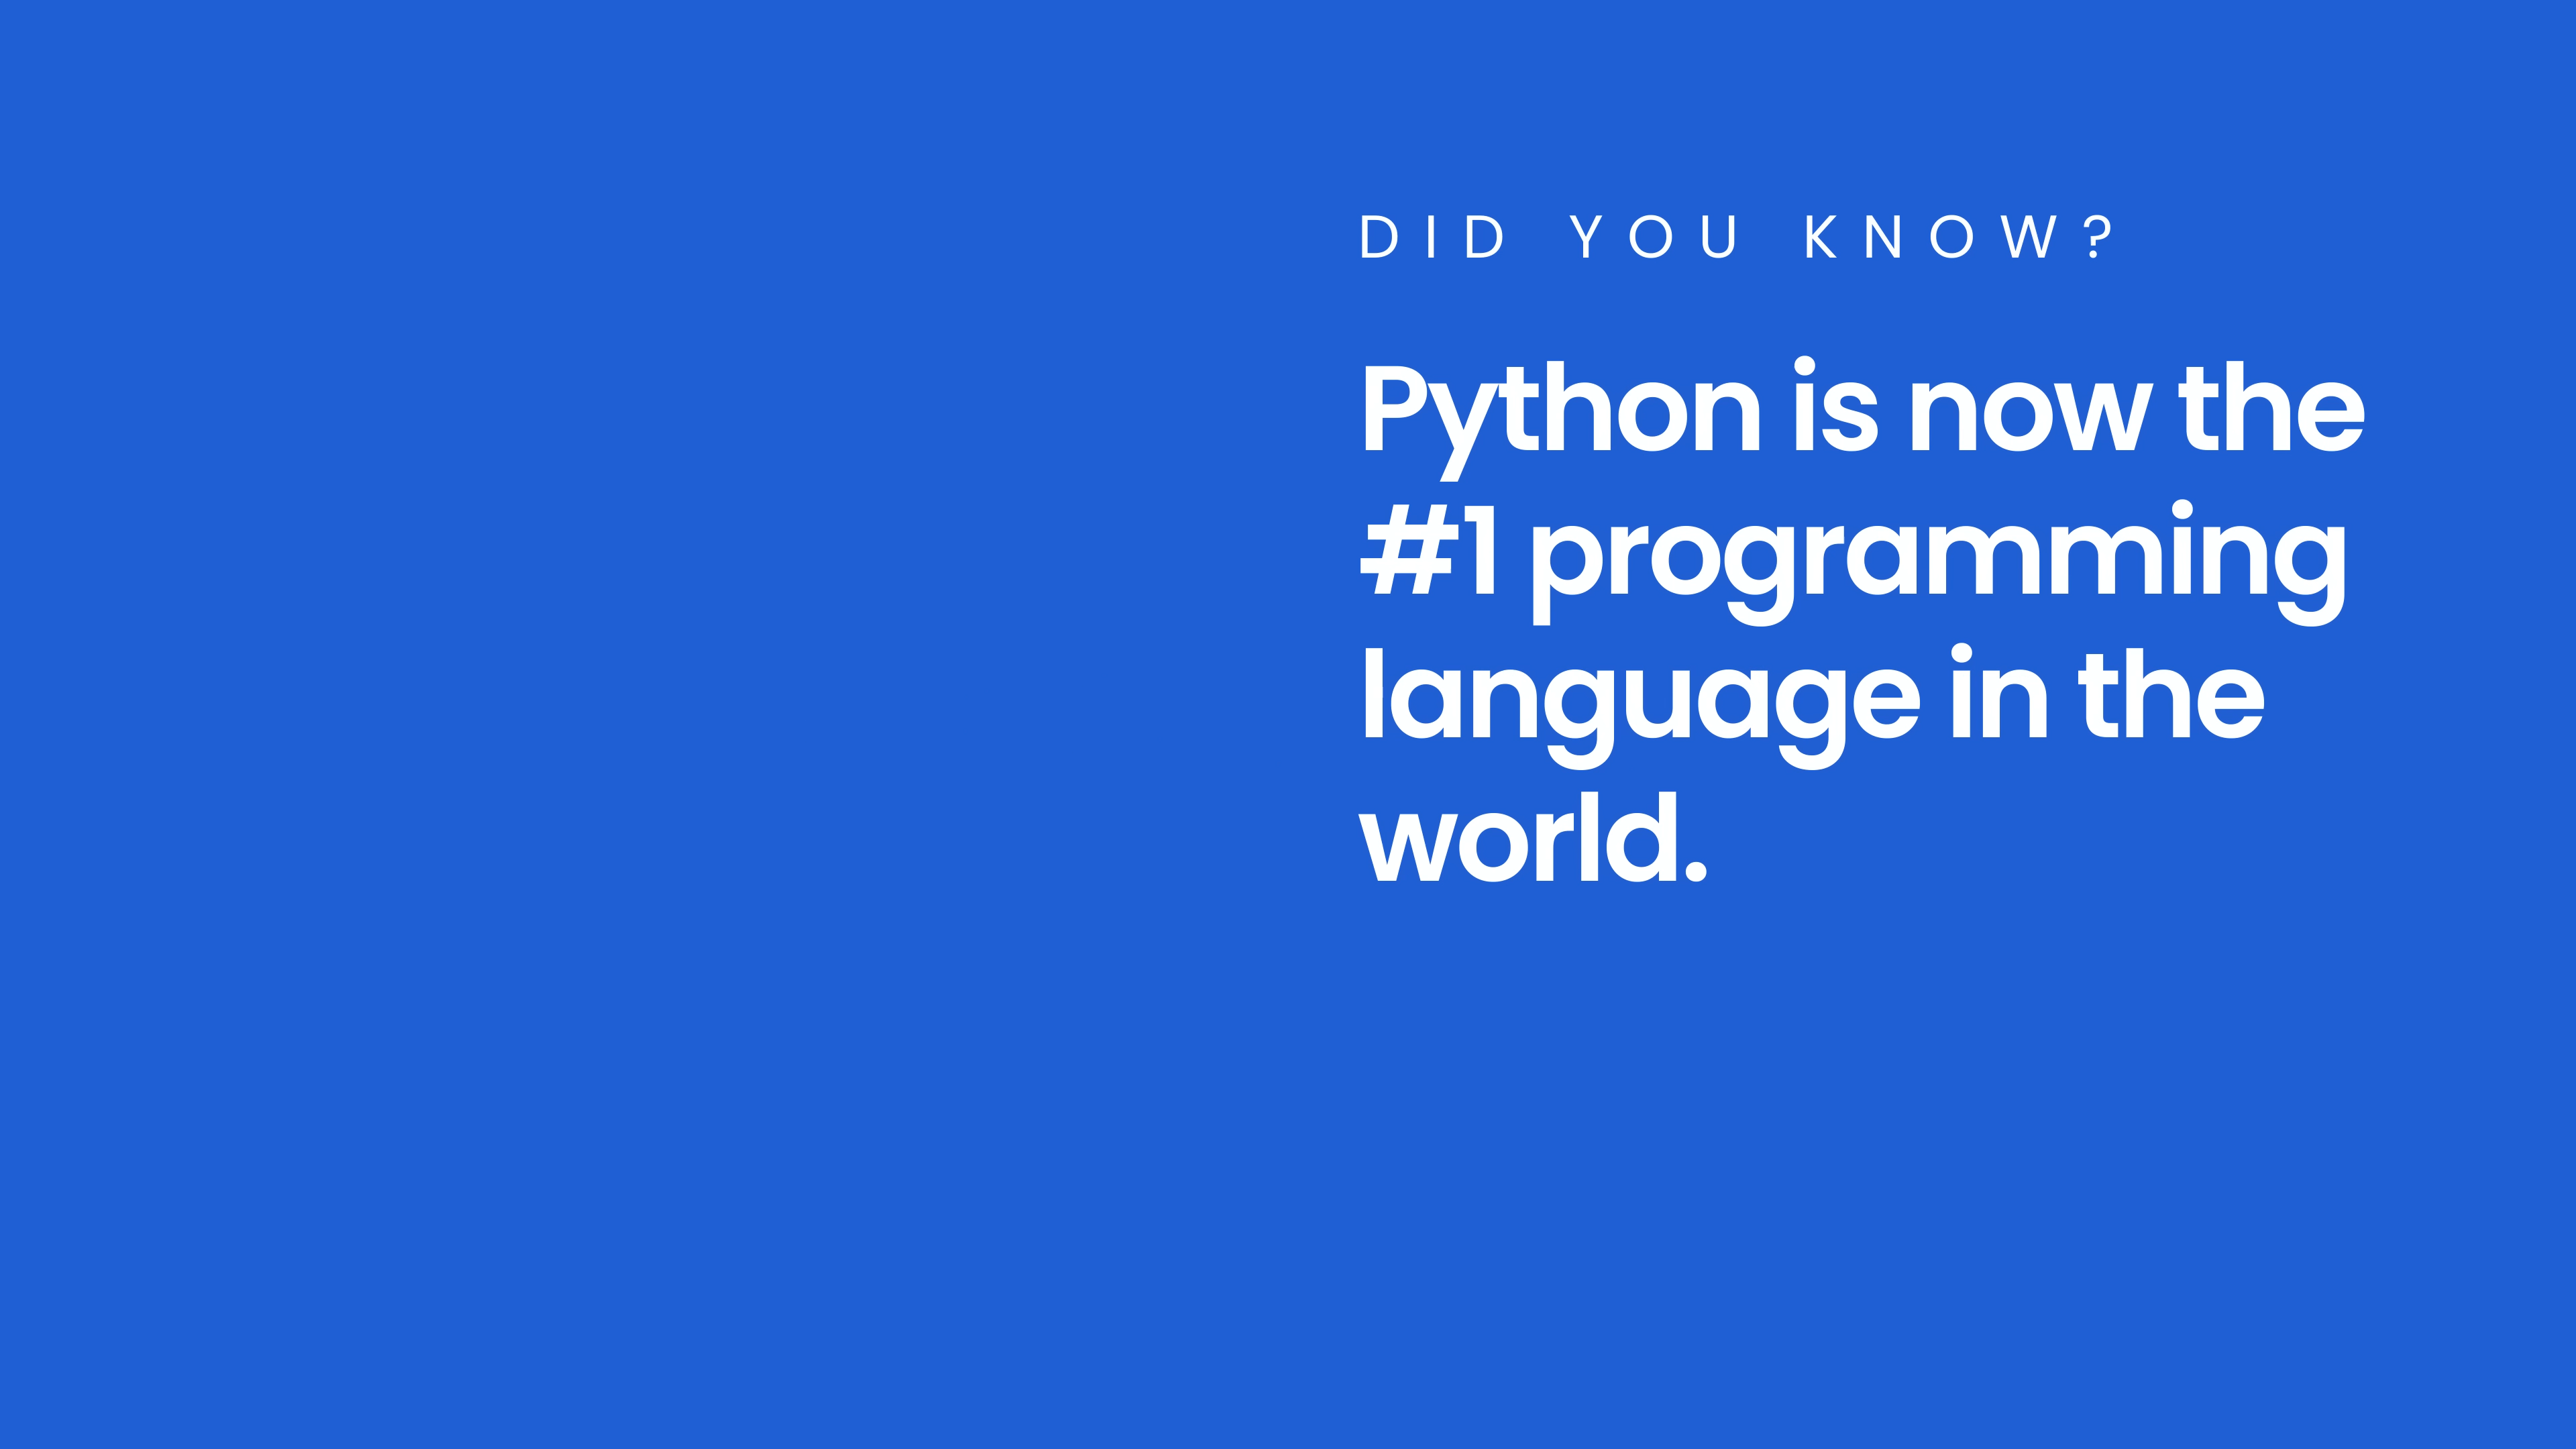 DID YOU KNOW?
Python is now the
#1 programming
language in the
world.